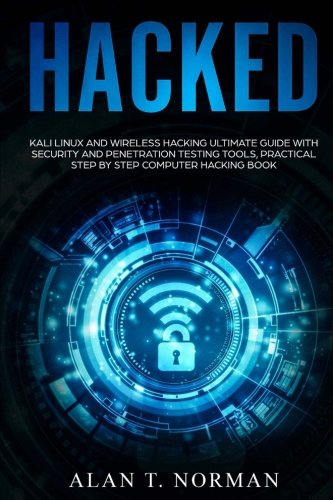 HACKED
KALI LINUX AND WIRELESS HACKING ULTIMATE GUIDE WITH
SECURITY AND PENETRATION TESTING TOOLS, PRACTICAL
STEP BY STEP COMPUTER HACKING BOOK
ALAN T. NORMAN